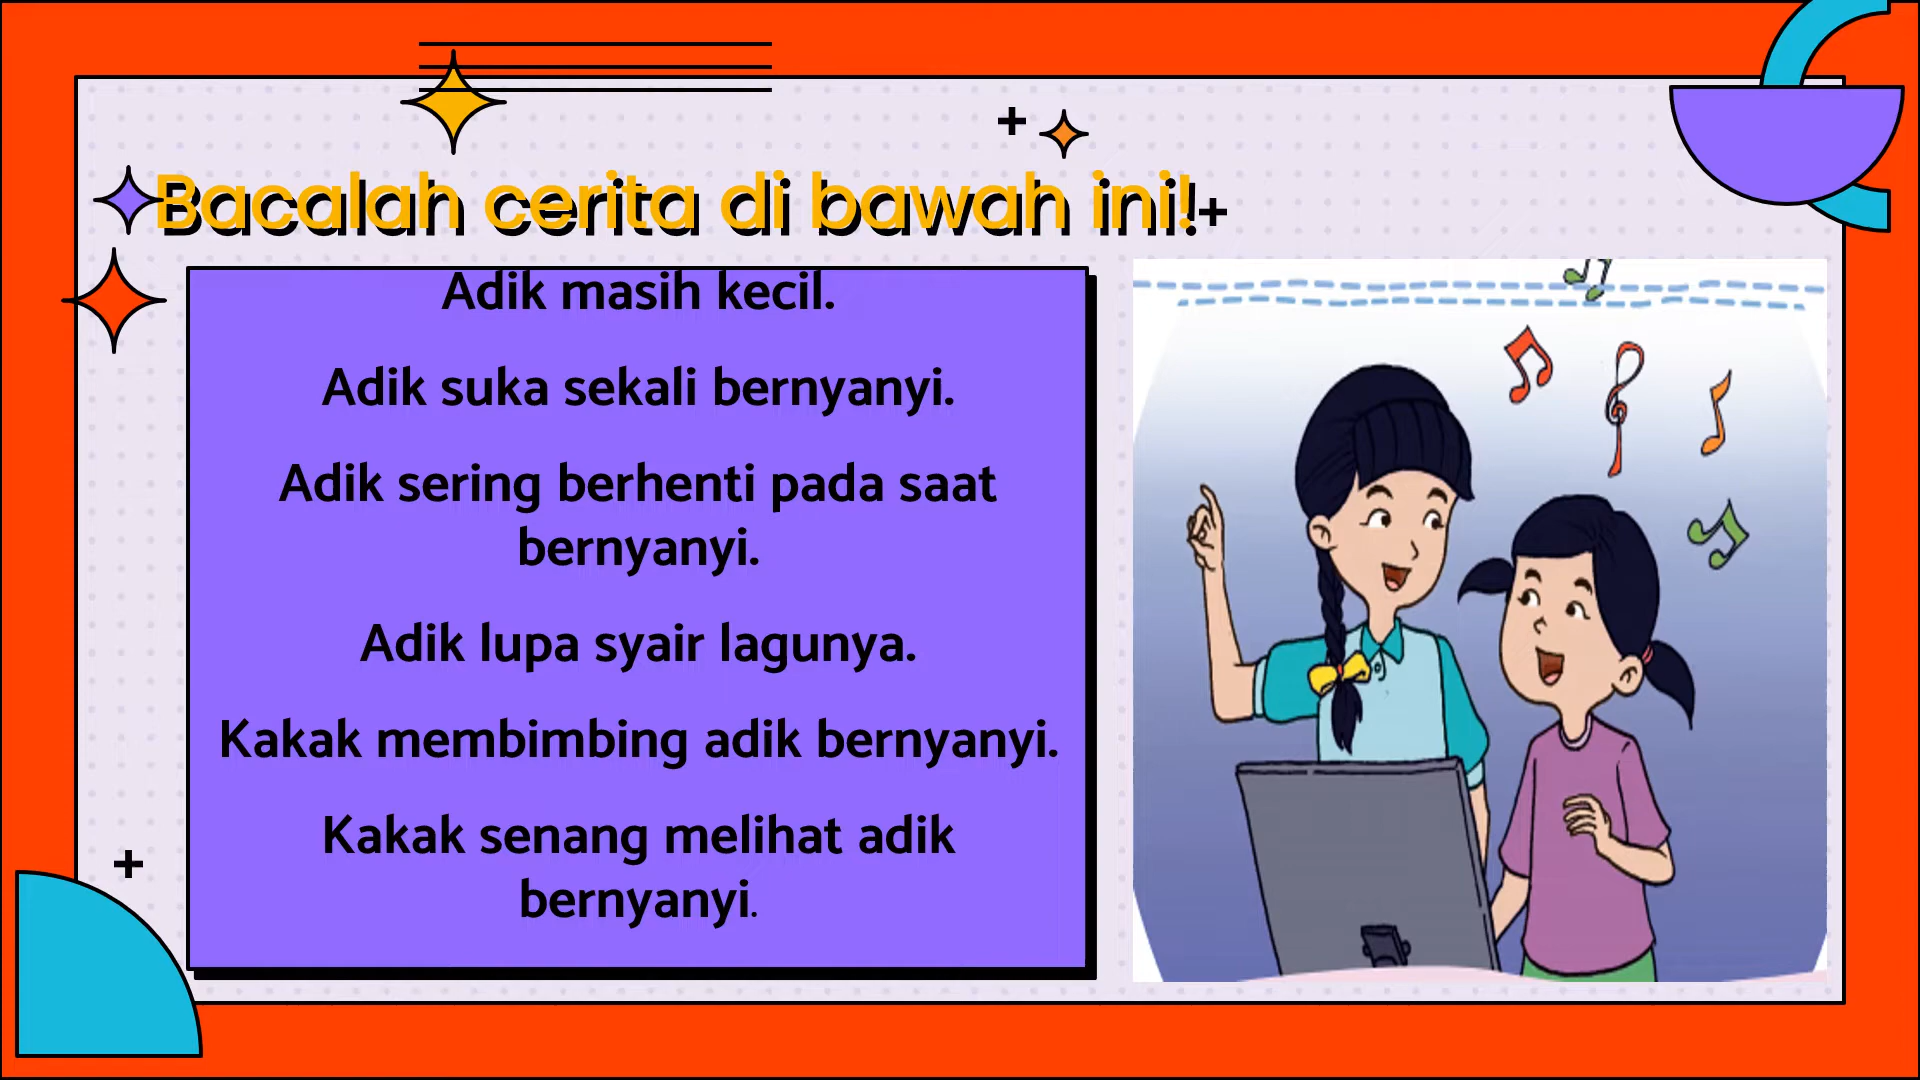 Bacalah cerita di bawah ini!
Adik masih kecil.
Adik suka sekali bernyanyi.
Adik sering berhenti pada saat
bernyanyi.
Adik lupa syair lagunya.
Kakak membimbing adik bernyanyi.
Kakak senang melihat adik
bernyanyi.